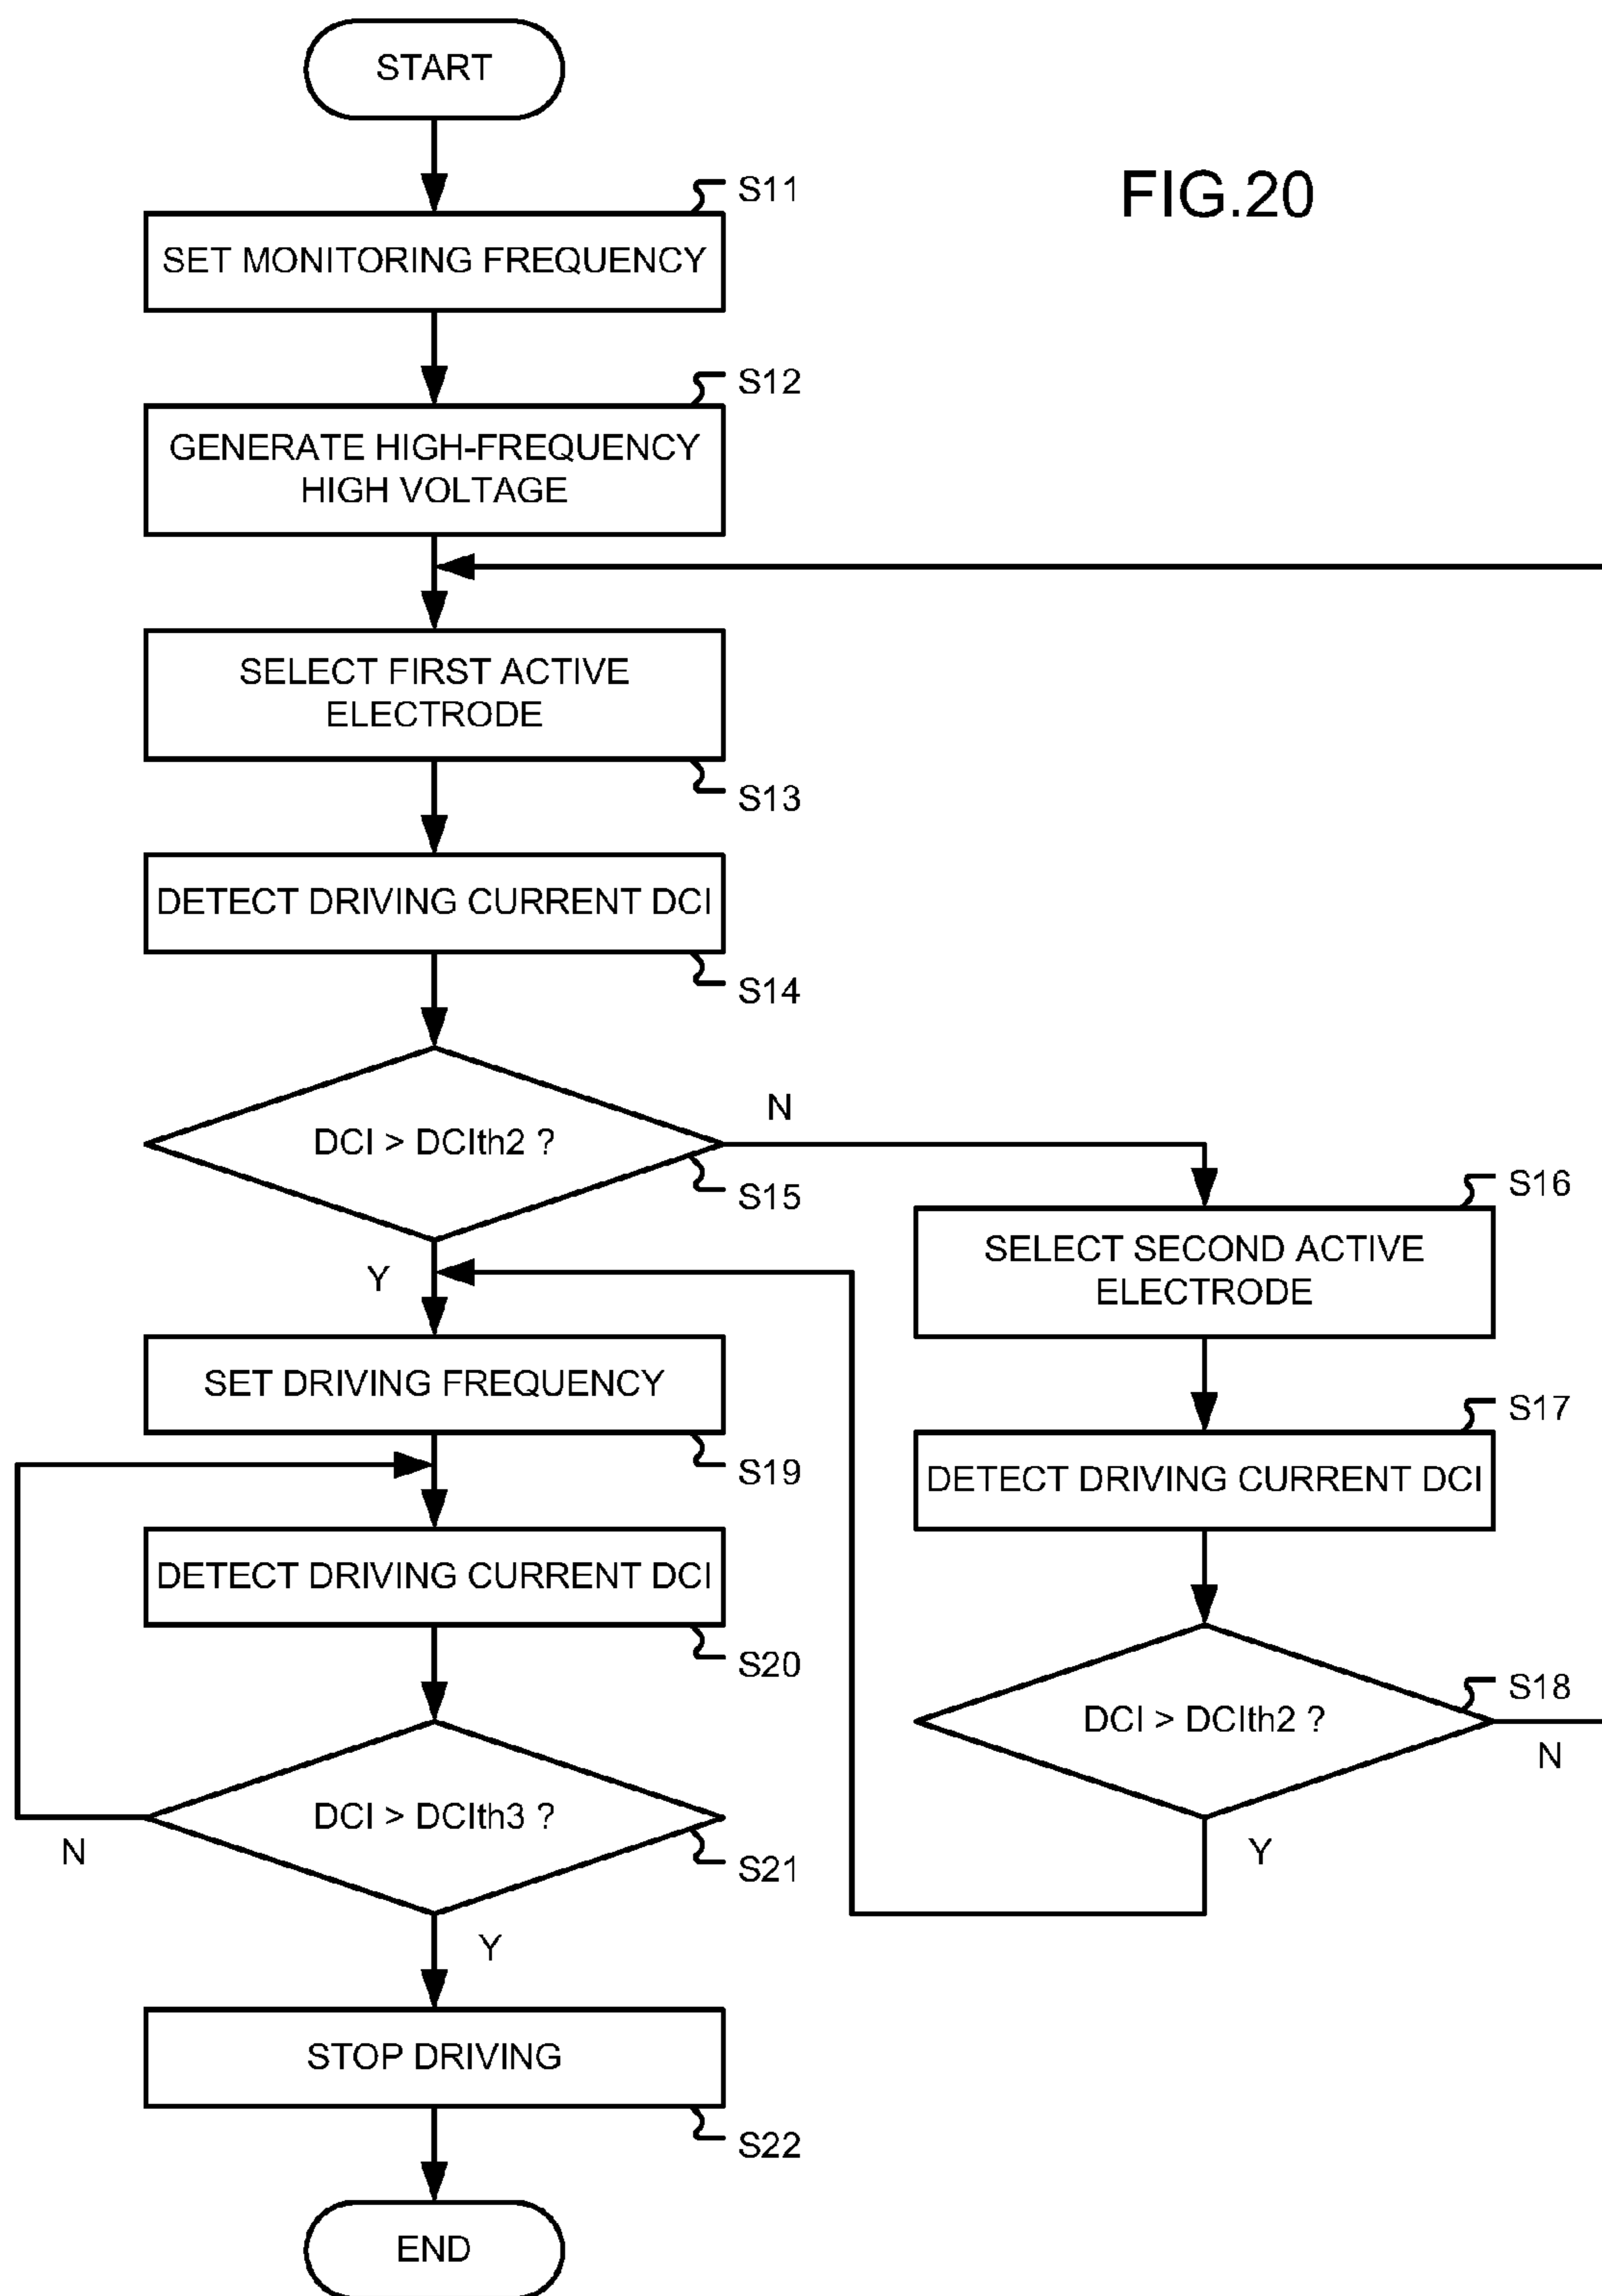 START
FIG.20
S11
SET MONITORING FREQUENCY
S12
GENERATE HIGH-FREQUENCY
HIGH VOLTAGE
SELECT FIRST ACTIVE
ELECTRODE
S13
DETECT DRIVING CURRENT DCI
S14
DCI > DCIth2 ?
N
S15
Y
S16
SELECT SECOND ACTIVE
ELECTRODE
S17
DETECT DRIVING CURRENT DCI
S18
DCI > DCIth2 ?
N
Y
SET DRIVING FREQUENCY
S19
DETECT DRIVING CURRENT DCI
S20
DCI > DCIth3 ?
N
S21
Y
STOP DRIVING
S22
END